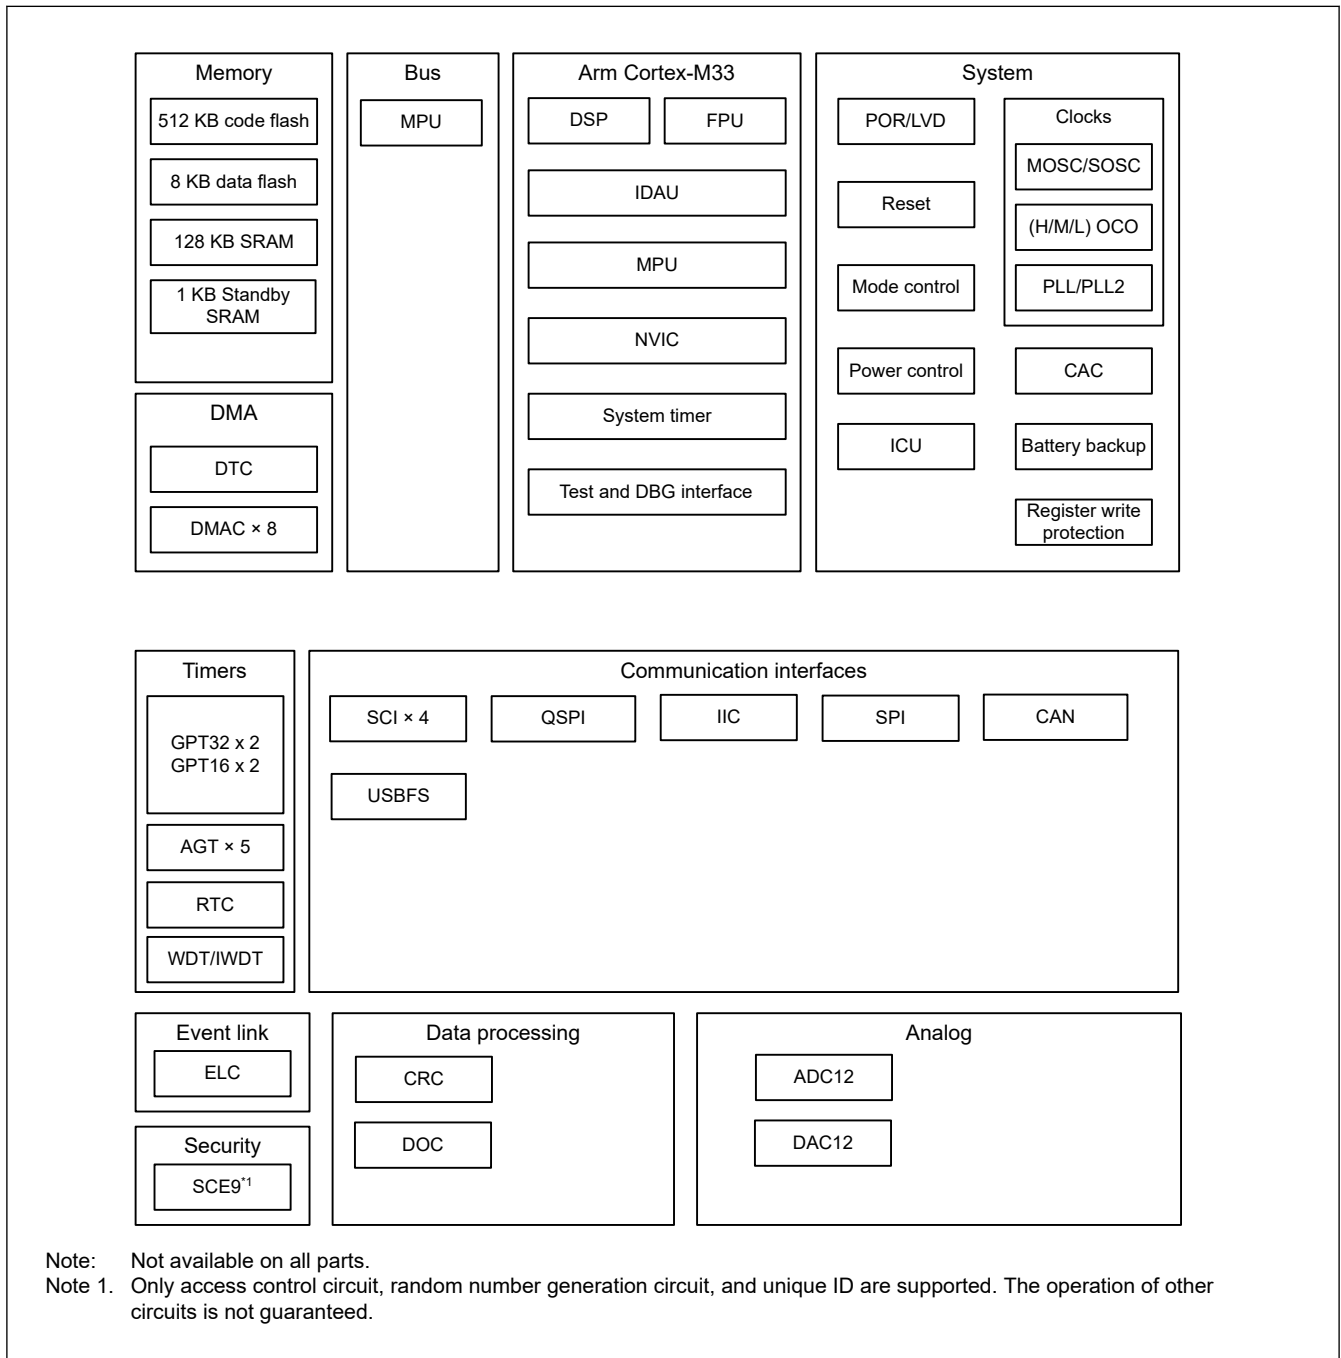 Memory
512 KB code flash
8 KB data flash
128 KB SRAM
1 KB Standby
SRAM
DMA
DTC
DMAC × 8
Bus
MPU
Arm Cortex-M33
DSP
FPU
IDAU
MPU
NVIC
System timer
Test and DBG interface
System
POR/LVD
Reset
Mode control
Power control
ICU
Clocks
MOSC/SOSC
(H/M/L) OCO
PLL/PLL2
CAC
Battery backup
Register write
protection
Timers
GPT32 x 2
GPT16 x 2
AGT × 5
RTC
WDT/IWDT
Communication interfaces
SCI × 4
QSPI
IIC
SPI
CAN
USBFS
Event link
ELC
Security
SCE9*1
Data processing
CRC
DOC
Analog
ADC12
DAC12
Note: Not available on all parts.
Note 1. Only access control circuit, random number generation circuit, and unique ID are supported. The operation of other
circuits is not guaranteed.